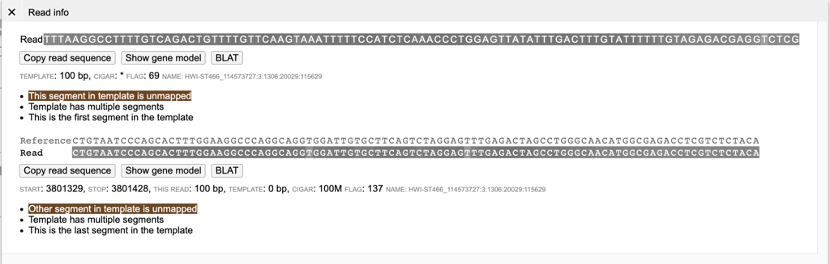 × Read info
ReadTTTAAGGCCTTTTGTCAGACTGTTTTGTTCAAGTAAATTTTTCCATCTCAAACCCTGGAGTTATATTTGACTTTGTATTTTTTGTAGAGACGAGGTCTCG
Copy read sequence Show gene model BLAT
TEMPLATE: 100 bp, CIGAR: * FLAG: 69 NAME: HWI-ST466_114573727:3:1306:20029:115629
• This segment in template is unmapped
• Template has multiple segments
• This is the first segment in the template
ReferenceCTGTAATCCCAGCACTTTGGAAGGCCCAGGCAGGTGGATTGTGCTTCAGTCTAGGAGTTTGAGACTAGCCTGGGCAACATGGCGAGACCTCGTCTCTACA
Read CTGTAATCCCAGCACTTTGGAAGGCCCAGGCAGGTGGATTGTGCTTCAGTCTAGGAGTTTGAGACTAGCCTGGGCAACATGGCGAGACCTCGTCTCTACA
Copy read sequence Show gene model BLAT
START: 3801329, STOP: 3801428, THIS READ: 100 bp, TEMPLATE: 0 bp, CIGAR: 100M FLAG: 137 NAME: HWI-ST466_114573727:3:1306:20029:115629
• Other segment in template is unmapped
• Template has multiple segments
• This is the last segment in the template